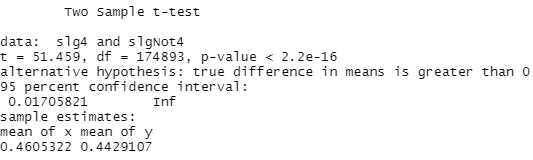 Two Sample t-test
data: slg4 and slgNot4
t = 51.459, df = 174893, p-value < 2.2e-16
alternative hypothesis: true difference in means is greater than 0
95 percent confidence interval:
0.01705821 Inf
sample estimates:
mean of x mean of y
0.4605322 0.4429107